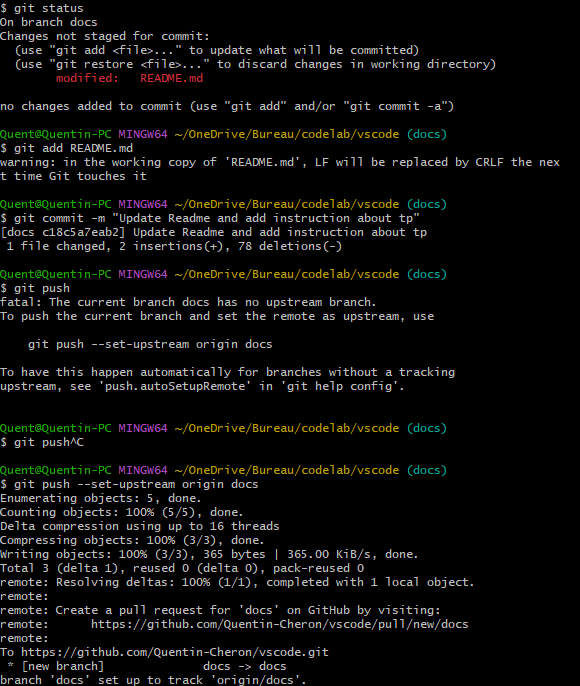 $ git status
On branch docs
Changes not staged for commit:
  (use "git add <file>..." to update what will be committed)
  (use "git restore <file>..." to discard changes in working directory)
        modified:   README.md

no changes added to commit (use "git add" and/or "git commit -a")

Quent@Quentin-PC MINGW64 ~/OneDrive/Bureau/codelab/vscode (docs)
$ git add README.md
warning: in the working copy of 'README.md', LF will be replaced by CRLF the nex
t time Git touches it

Quent@Quentin-PC MINGW64 ~/OneDrive/Bureau/codelab/vscode (docs)
$ git commit -m "Update Readme and add instruction about tp"
[docs c18c5a7eab2] Update Readme and add instruction about tp
 1 file changed, 2 insertions(+), 78 deletions(-)

Quent@Quentin-PC MINGW64 ~/OneDrive/Bureau/codelab/vscode (docs)
$ git push
fatal: The current branch docs has no upstream branch.
To push the current branch and set the remote as upstream, use

    git push --set-upstream origin docs

To have this happen automatically for branches without a tracking
upstream, see 'push.autoSetupRemote' in 'git help config'.

Quent@Quentin-PC MINGW64 ~/OneDrive/Bureau/codelab/vscode (docs)
$ git push^C

Quent@Quentin-PC MINGW64 ~/OneDrive/Bureau/codelab/vscode (docs)
$ git push --set-upstream origin docs
Enumerating objects: 5, done.
Counting objects: 100% (5/5), done.
Delta compression using up to 16 threads
Compressing objects: 100% (3/3), done.
Writing objects: 100% (3/3), 365 bytes | 365.00 KiB/s, done.
Total 3 (delta 1), reused 0 (delta 0), pack-reused 0
remote: Resolving deltas: 100% (1/1), completed with 1 local object.
remote:
remote: Create a pull request for 'docs' on GitHub by visiting:
remote:      https://github.com/Quentin-Cheron/vscode/pull/new/docs
remote:
To https://github.com/Quentin-Cheron/vscode.git
 * [new branch]              docs -> docs
branch 'docs' set up to track 'origin/docs'.